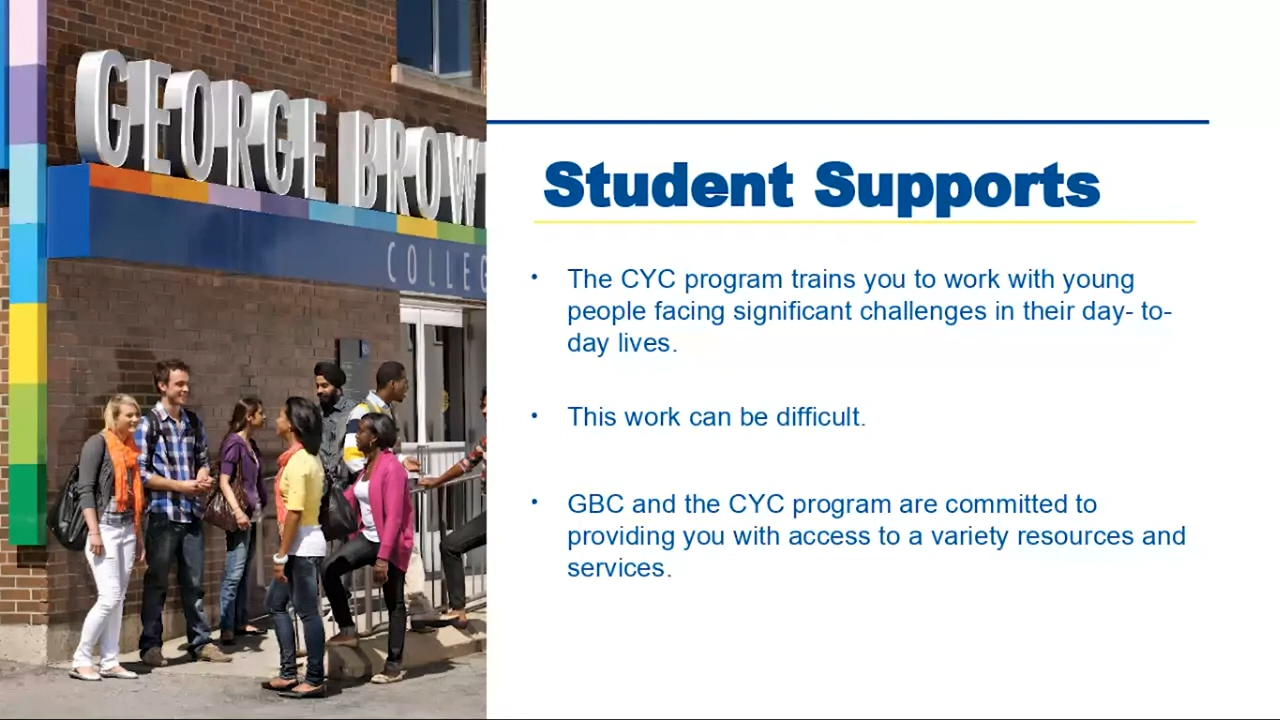 GEORGE BROW
COLLEG
Student Supports
• The CYC program trains you to work with young
people facing significant challenges in their day- to-
day lives.
• This work can be difficult.
• GBC and the CYC program are committed to
providing you with access to a variety resources and
services.